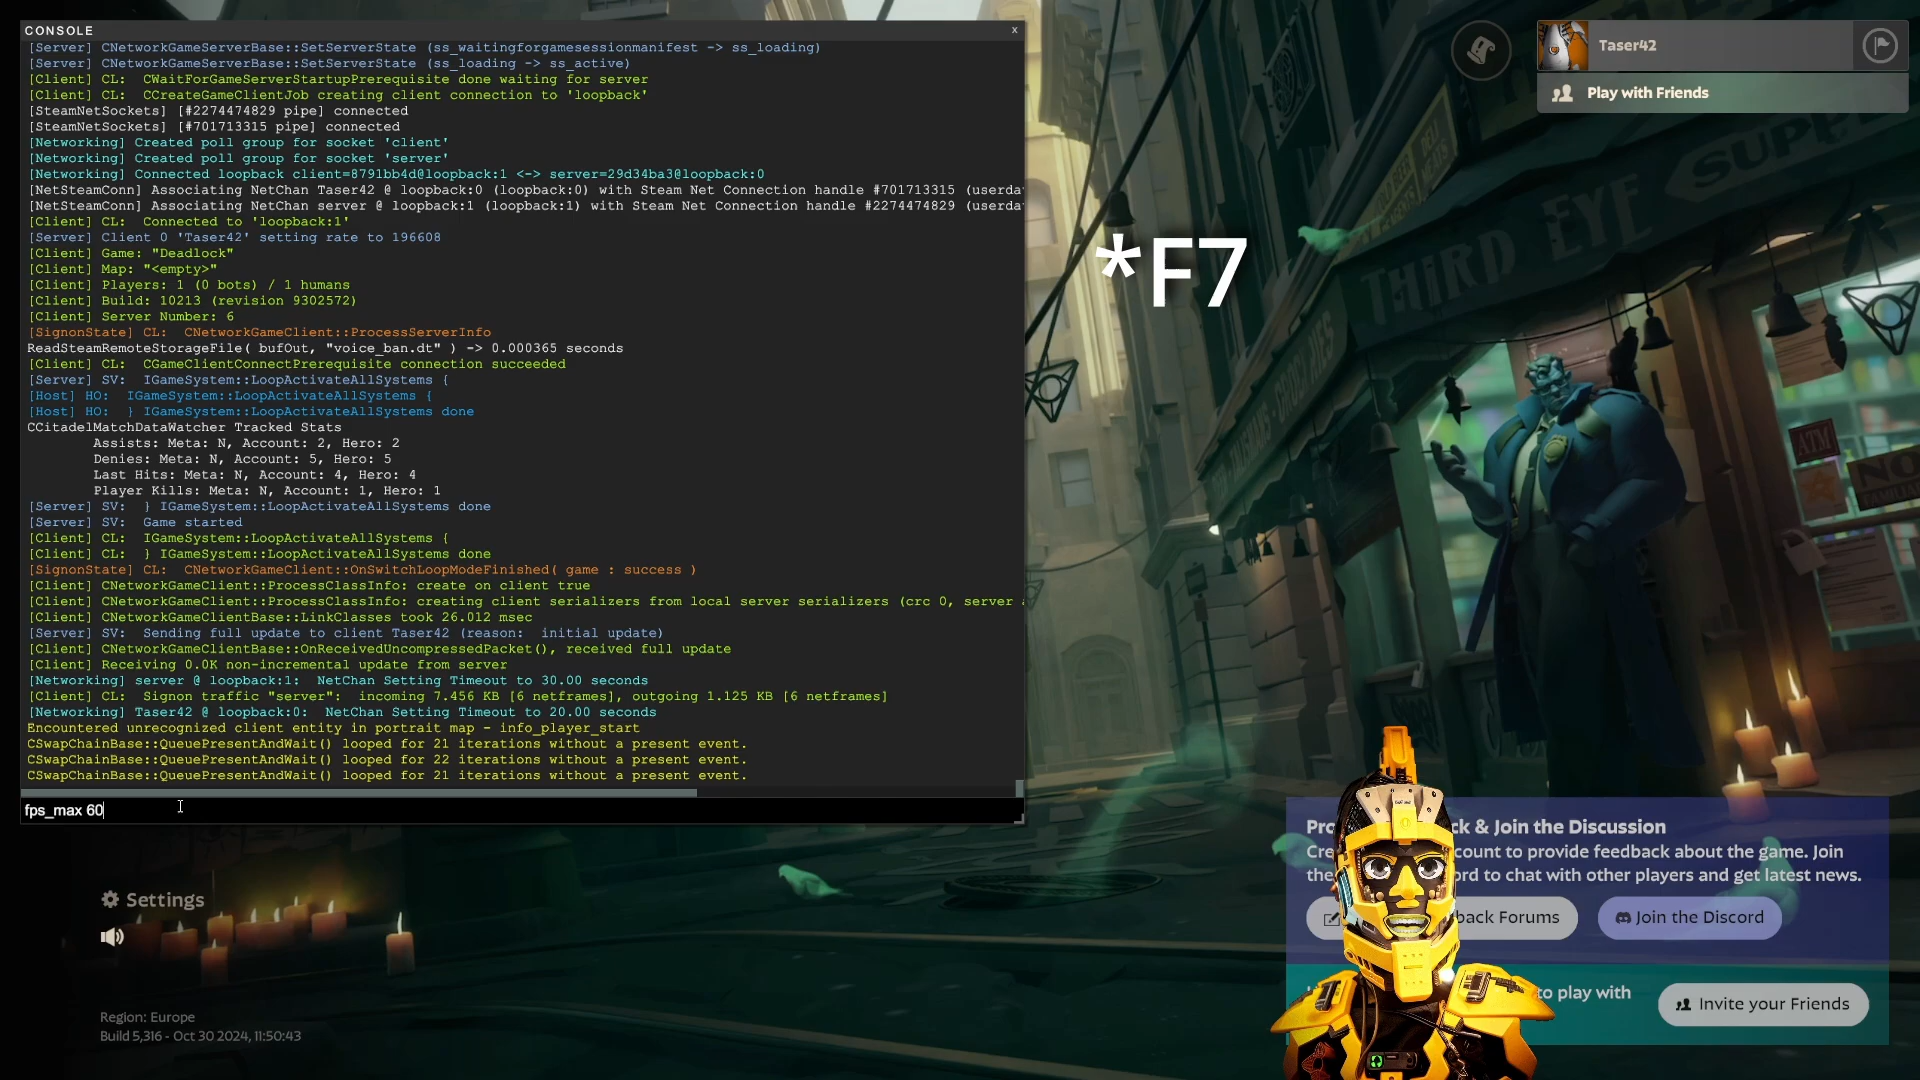 CONSOLE
x
[Server] CNetworkGameServerBase::SetServerState (ss_waitingforgamesessionmanifest -> ss_loading)
[Server] CNetworkGameServerBase::SetServerState (ss_loading -> ss_active)
[Client] CL:  CWaitForGameServerStartupPrerequisite done waiting for server
[Client] CL:  CCreateGameClientJob creating client connection to 'loopback'
[SteamNetSockets] [#2274474829 pipe] connected
[SteamNetSockets] [#701713315 pipe] connected
[Networking] Created poll group for socket 'client'
[Networking] Created poll group for socket 'server'
[Networking] Connected loopback client=8791bb4d@loopback:1 <-> server=29d34ba3@loopback:0
[NetSteamConn] Associating NetChan Taser42 @ loopback:0 (loopback:0) with Steam Net Connection handle #701713315 (userda
[NetSteamConn] Associating NetChan server @ loopback:1 (loopback:1) with Steam Net Connection handle #2274474829 (userda
[Client] CL:  Connected to 'loopback:1'
[Server] Client 0 'Taser42' setting rate to 196608
[Client] Game: "Deadlock"
[Client] Map: "<empty>"
[Client] Players: 1 (0 bots) / 1 humans
[Client] Build: 10213 (revision 9302572)
[Client] Server Number: 6
[SignonState] CL:  CNetworkGameClient::ProcessServerInfo
ReadSteamRemoteStorageFile( bufOut, "voice_ban.dt" ) -> 0.000365 seconds
[Client] CL:  CGameClientConnectPrerequisite connection succeeded
[Server] SV:  IGameSystem::LoopActivateAllSystems {
[Host] HO:  IGameSystem::LoopActivateAllSystems {
[Host] HO:  } IGameSystem::LoopActivateAllSystems done
CCitadelMatchDataWatcher Tracked Stats
Assists: Meta: N, Account: 2, Hero: 2
Denies: Meta: N, Account: 5, Hero: 5
Last Hits: Meta: N, Account: 4, Hero: 4
Player Kills: Meta: N, Account: 1, Hero: 1
[Server] SV:  } IGameSystem::LoopActivateAllSystems done
[Server] SV:  Game started
[Client] CL:  IGameSystem::LoopActivateAllSystems {
[Client] CL:  } IGameSystem::LoopActivateAllSystems done
[SignonState] CL:  CNetworkGameClient::OnSwitchLoopModeFinished( game : success )
[Client] CNetworkGameClient::ProcessClassInfo: create on client true
[Client] CNetworkGameClient::ProcessClassInfo: creating client serializers from local server serializers (crc 0, server
[Client] CNetworkGameClientBase::LinkClasses took 26.012 msec
[Server] SV:  Sending full update to client Taser42 (reason:  initial update)
[Client] CNetworkGameClientBase::OnReceivedUncompressedPacket(), received full update
[Client] Receiving 0.0K non-incremental update from server
[Networking] server @ loopback:1:  NetChan Setting Timeout to 30.00 seconds
[Client] CL:  Signon traffic "server":  incoming 7.456 KB [6 netframes], outgoing 1.125 KB [6 netframes]
[Networking] Taser42 @ loopback:0:  NetChan Setting Timeout to 20.00 seconds
Encountered unrecognized client entity in portrait map - info_player_start
CSwapChainBase::QueuePresentAndWait() looped for 21 iterations without a present event.
CSwapChainBase::QueuePresentAndWait() looped for 22 iterations without a present event.
CSwapChainBase::QueuePresentAndWait() looped for 21 iterations without a present event.
fps_max 60
*F7
Taser42
Play with Friends
THIRD EYE
ATM
NO
Settings
Region: Europe
Build 5,316 - Oct 30 2024, 11:50:43
Pro ck & Join the Discussion
Cre count to provide feedback about the game. Join
the ord to chat with other players and get latest news.
back Forums
Join the Discord
to play with
Invite your Friends